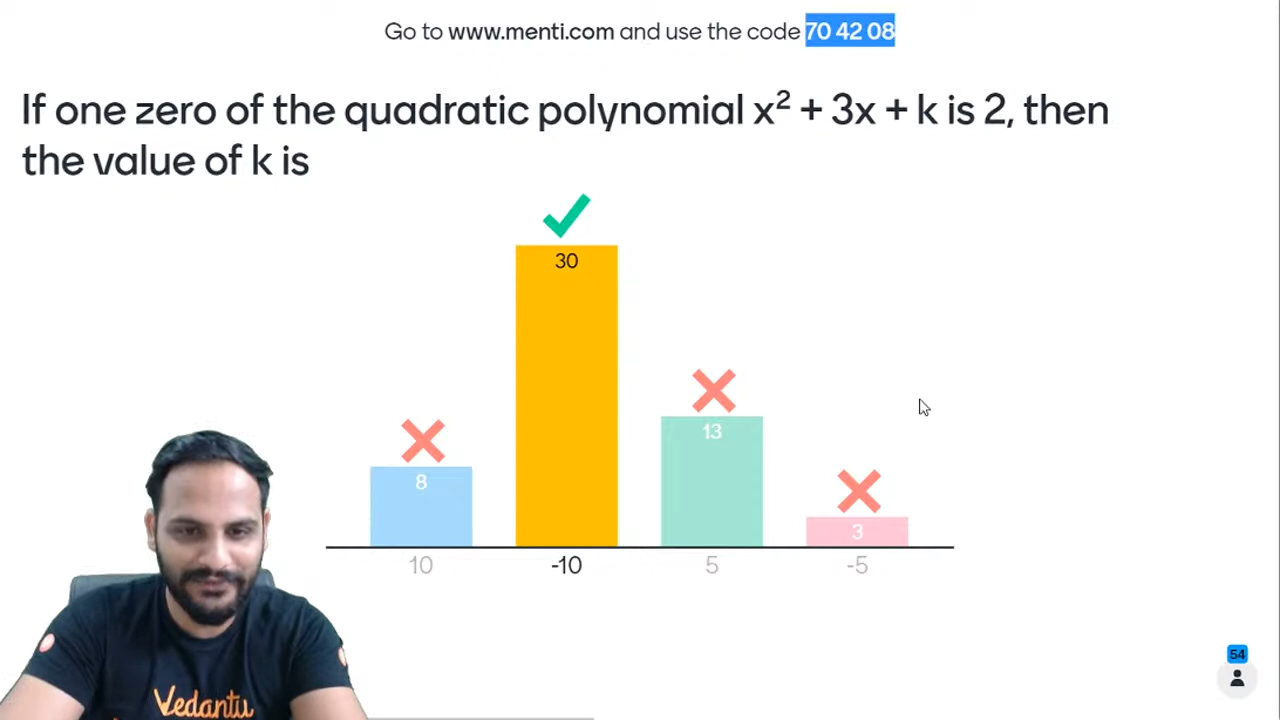 Go to www.menti.com and use the code 70 42 08
If one zero of the quadratic polynomial x² + 3x + k is 2, then
the value of k is
30
13
8
3
10 -10 5 -5
54
Vedantu